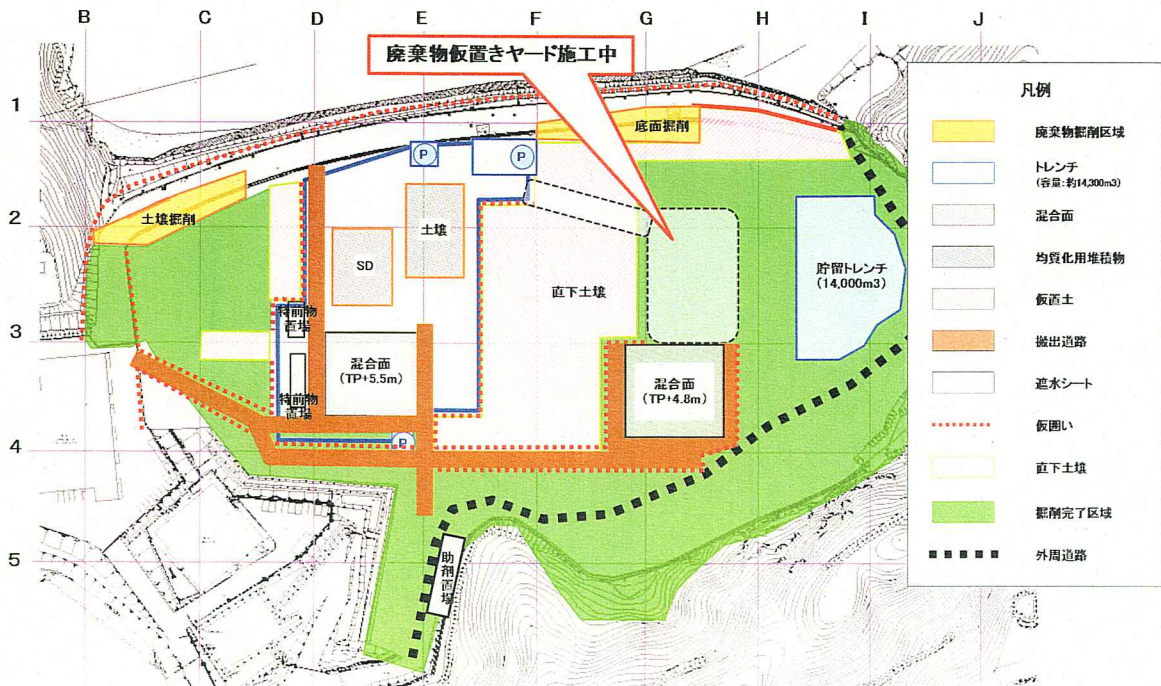 B C D E F G H I J
廃棄物仮置きヤード施工中
1
2
3
4
5
底面掘削
土壌掘削
P
P
土壌
SD
直下土壌
貯留トレンチ
(14,000m3)
特前物
置場
混合面
(TP+5.5m)
特前物
置場
混合面
(TP+4.8m)
P
助剤置場
凡例
廃棄物掘削区域
トレンチ
(容量:約14,300m3)
混合面
均質化用堆積物
仮置土
搬出道路
遮水シート
仮囲い
直下土壌
掘削完了区域
外周道路